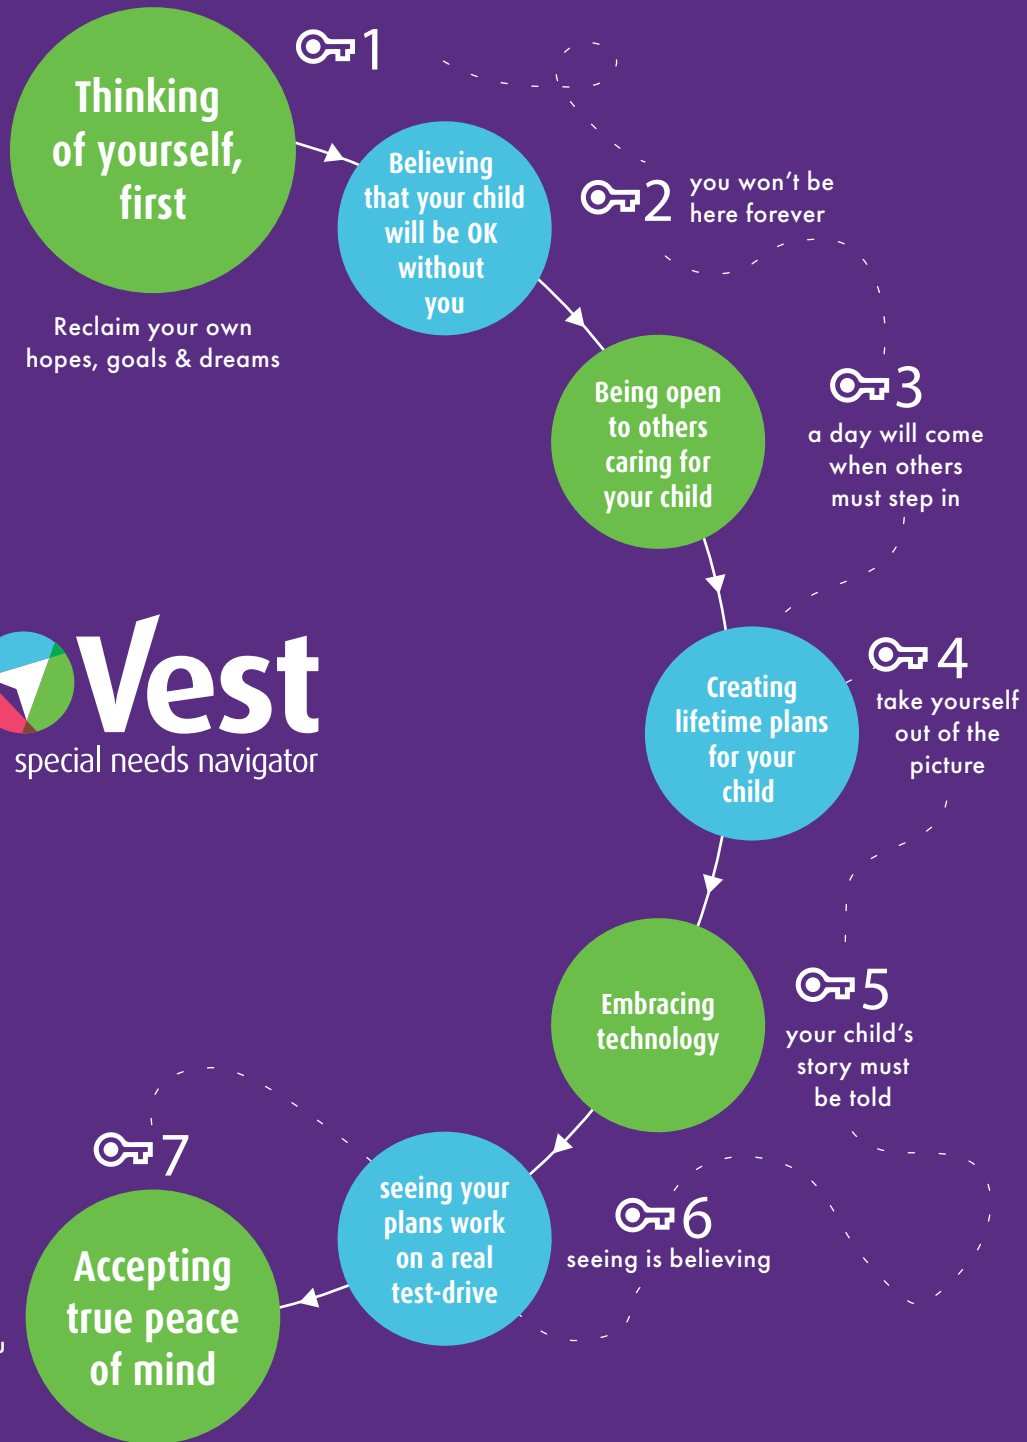 1
Thinking
of yourself,
first
Reclaim your own
hopes, goals & dreams
Believing
that your child
will be OK
without
you
2
you won't be
here forever
Being open
to others
caring for
your child
3
a day will come
when others
must step in
Vest
special needs navigator
Creating
lifetime plans
for your
child
4
take yourself
out of the
picture
Embracing
technology
5
your child's
story must
be told
seeing your
plans work
on a real
test-drive
6
seeing is believing
7
Accepting
true peace
of mind